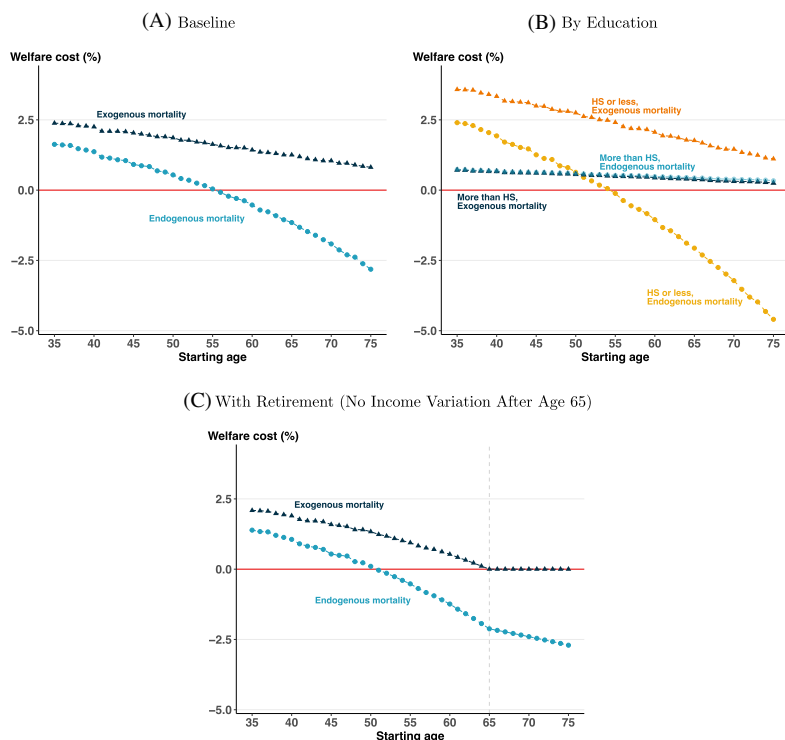 (A) Baseline
Welfare cost (%)
Exogenous mortality
2.5
0.0
Endogenous mortality
−2.5
−5.0
35 40 45 50 55 60 65 70 75
Starting age
(B) By Education
Welfare cost (%)
HS or less,
Exogenous mortality
2.5
More than HS,
Endogenous mortality
0.0
More than HS,
Exogenous mortality
−2.5
HS or less,
Endogenous mortality
−5.0
35 40 45 50 55 60 65 70 75
Starting age
(C) With Retirement (No Income Variation After Age 65)
Welfare cost (%)
2.5
Exogenous mortality
0.0
Endogenous mortality
−2.5
−5.0
35 40 45 50 55 60 65 70 75
Starting age